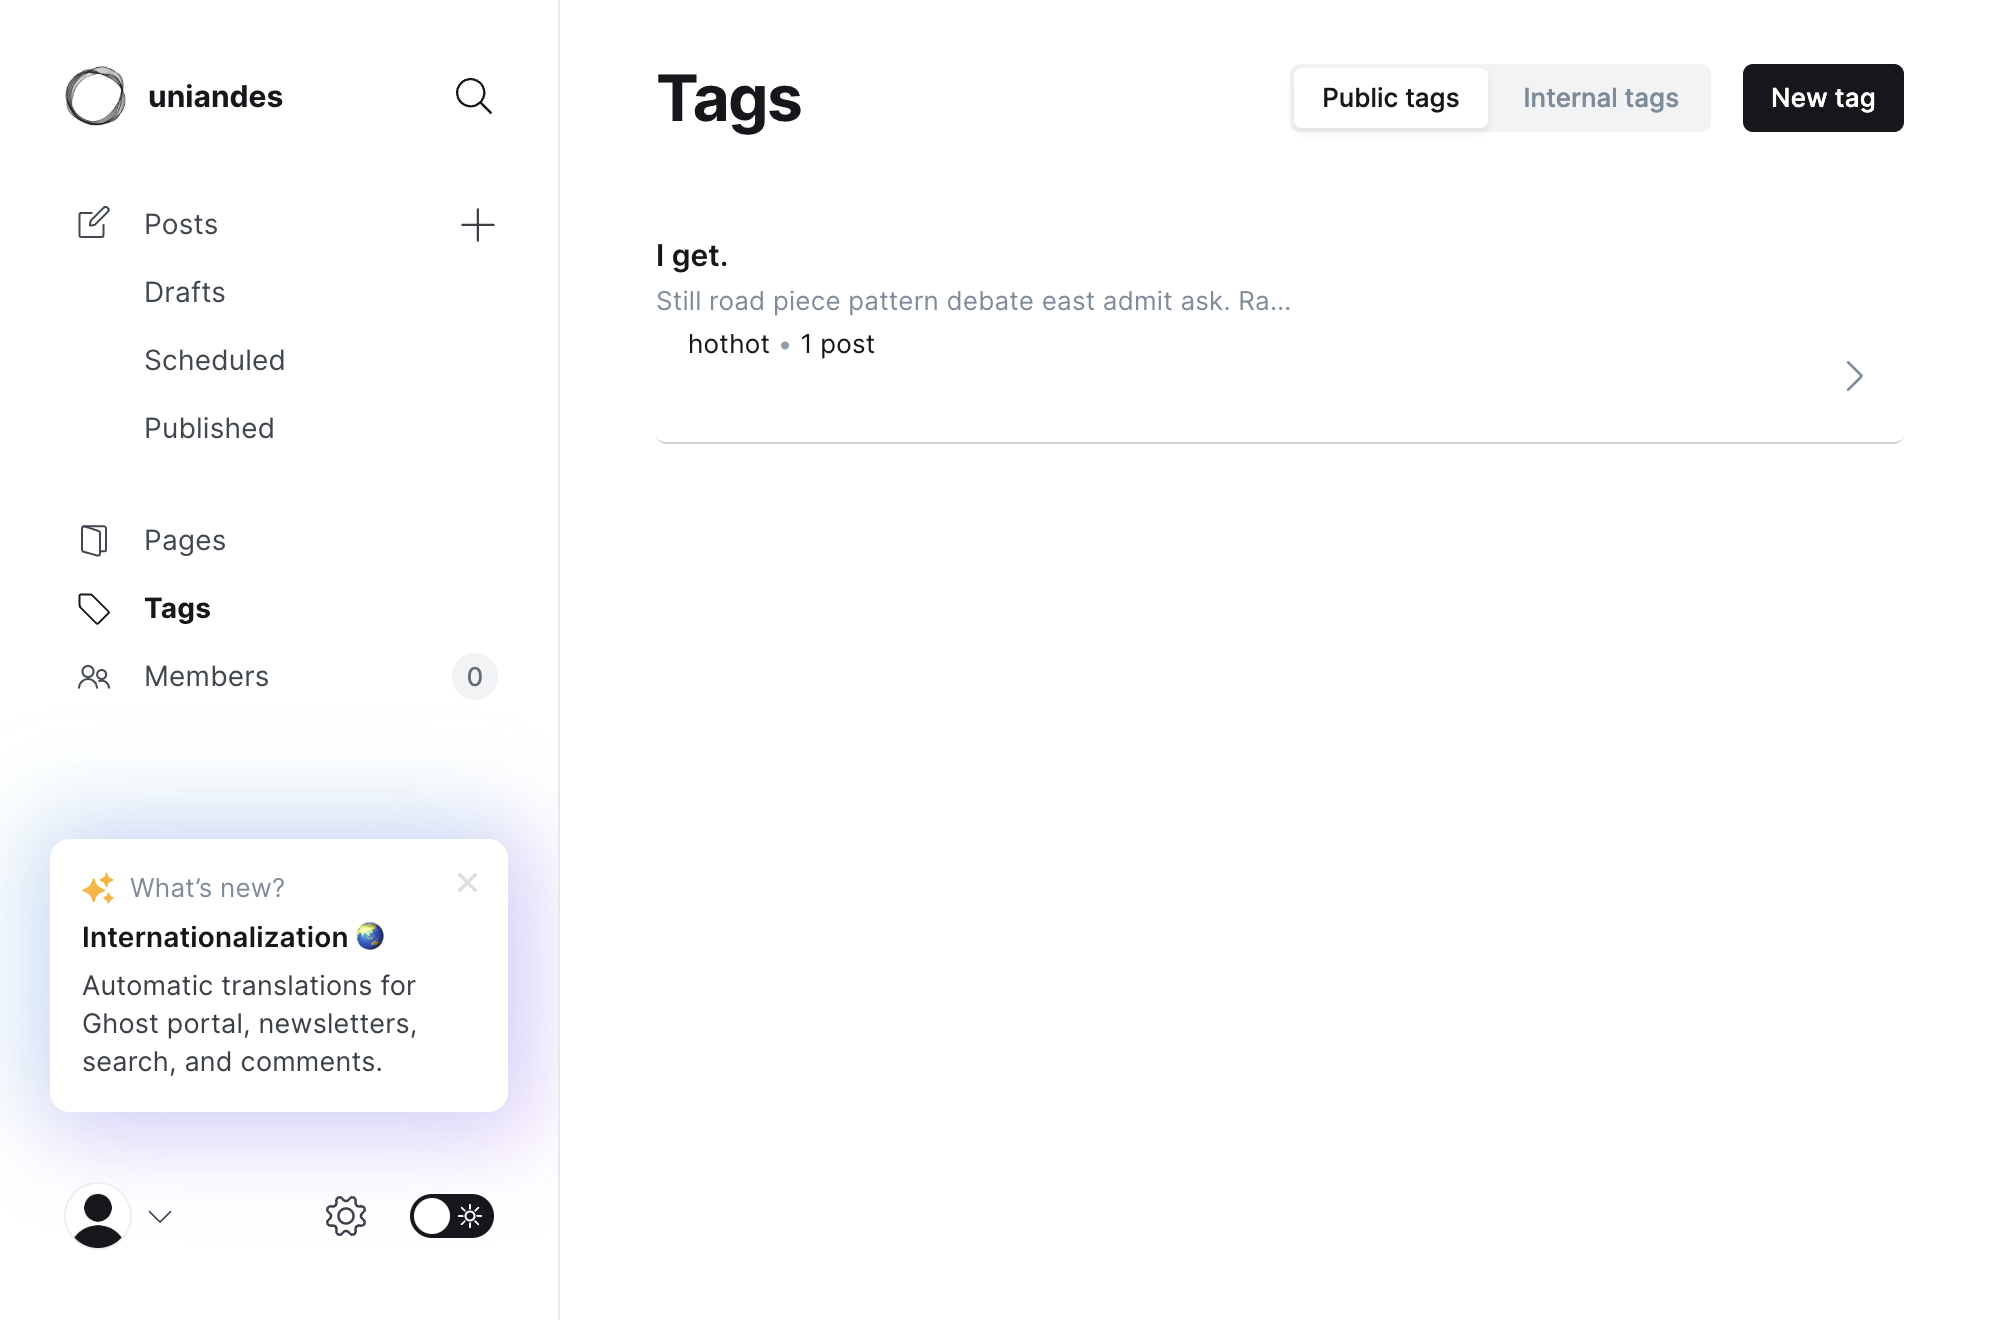 uniandes
Posts
Drafts
Scheduled
Published
Pages
Tags
Members 0
What’s new?
Internationalization
Automatic translations for
Ghost portal, newsletters,
search, and comments.
Tags
Public tags Internal tags New tag
I get.
Still road piece pattern debate east admit ask. Ra...
hothot • 1 post